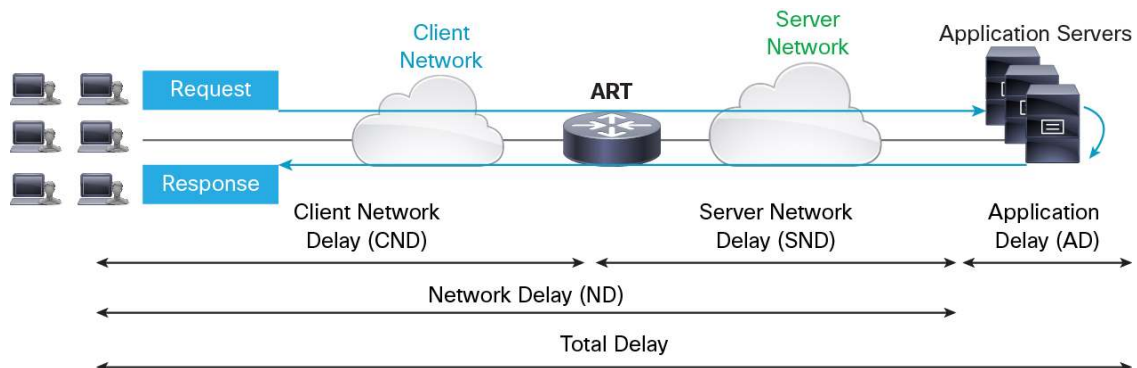 Client
Network
Server
Network
Application Servers
Request
ART
Response
Client Network
Delay (CND)
Server Network
Delay (SND)
Application
Delay (AD)
Network Delay (ND)
Total Delay